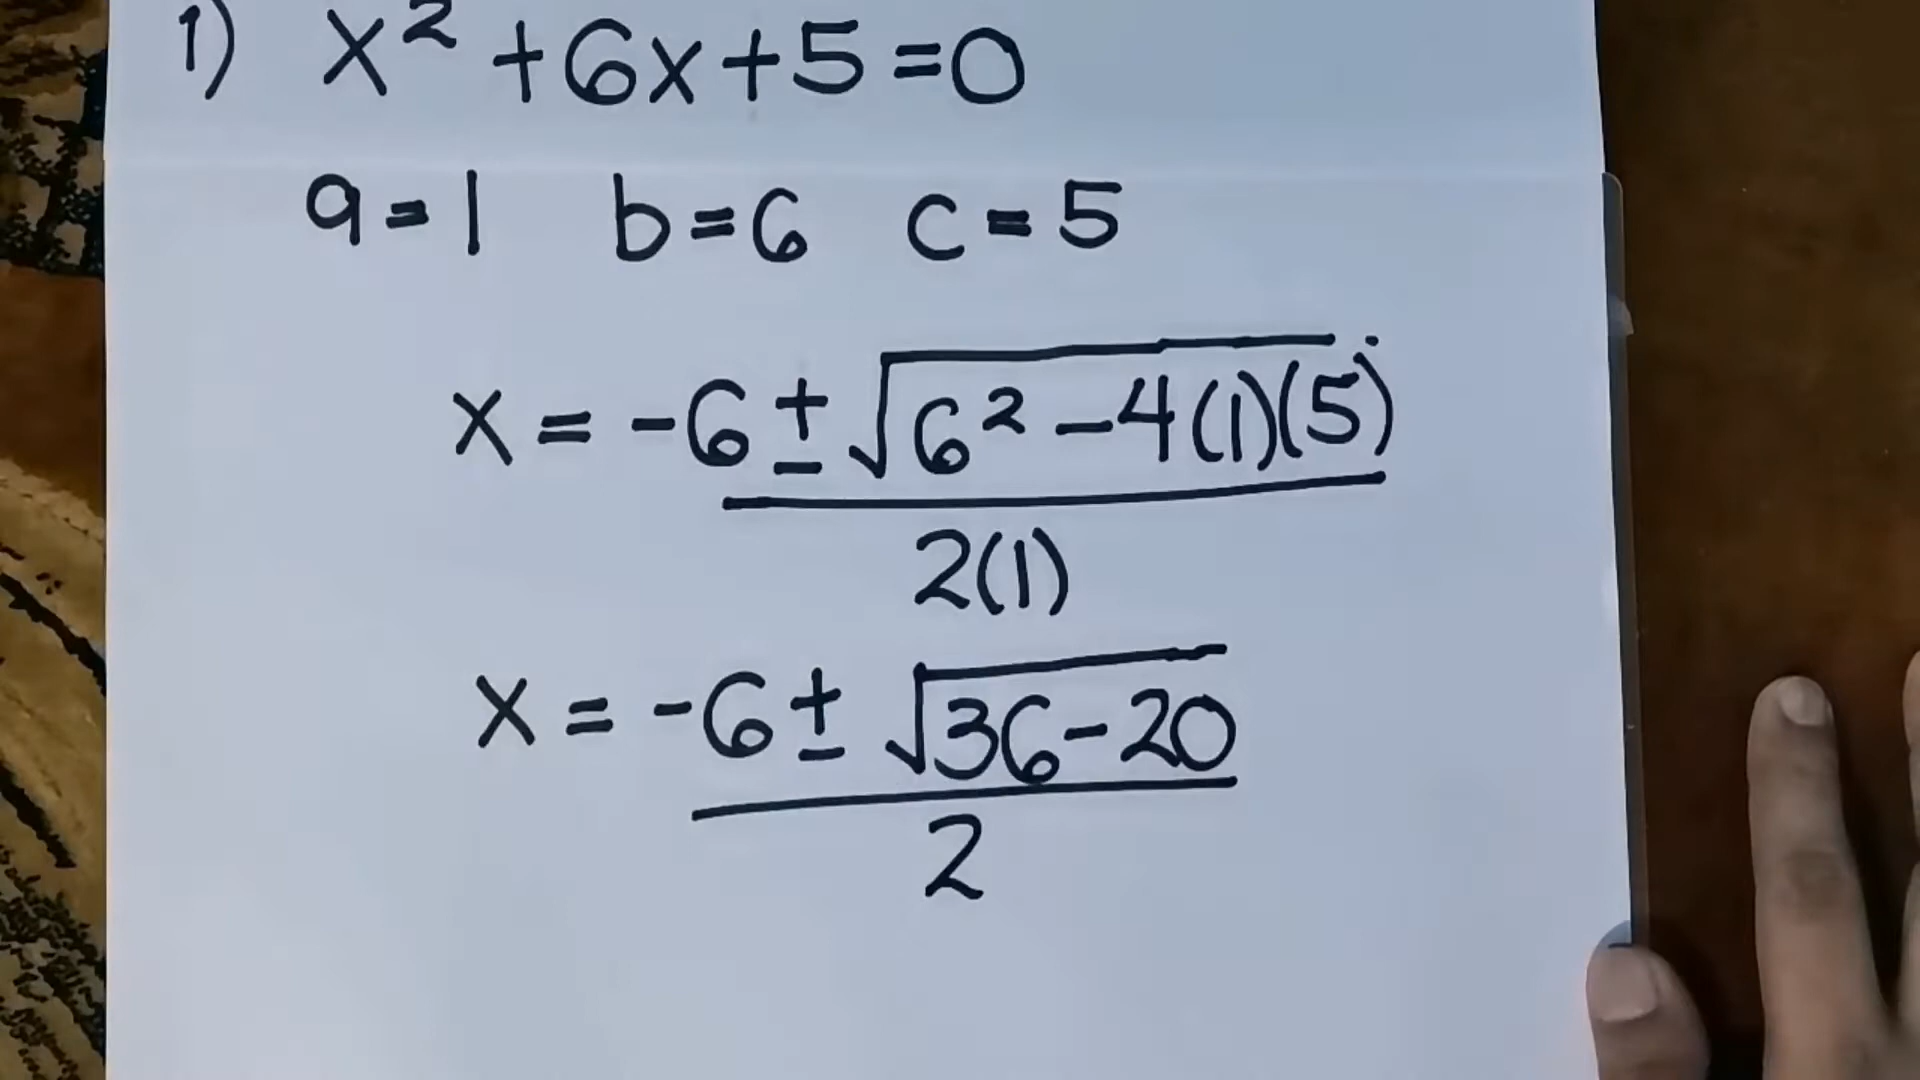 1) x² + 6x + 5 = 0
a = 1 b = 6 c = 5
x = -6 ± √6² - 4(1)(5)
2(1)
x = -6 ± √36 - 20
2